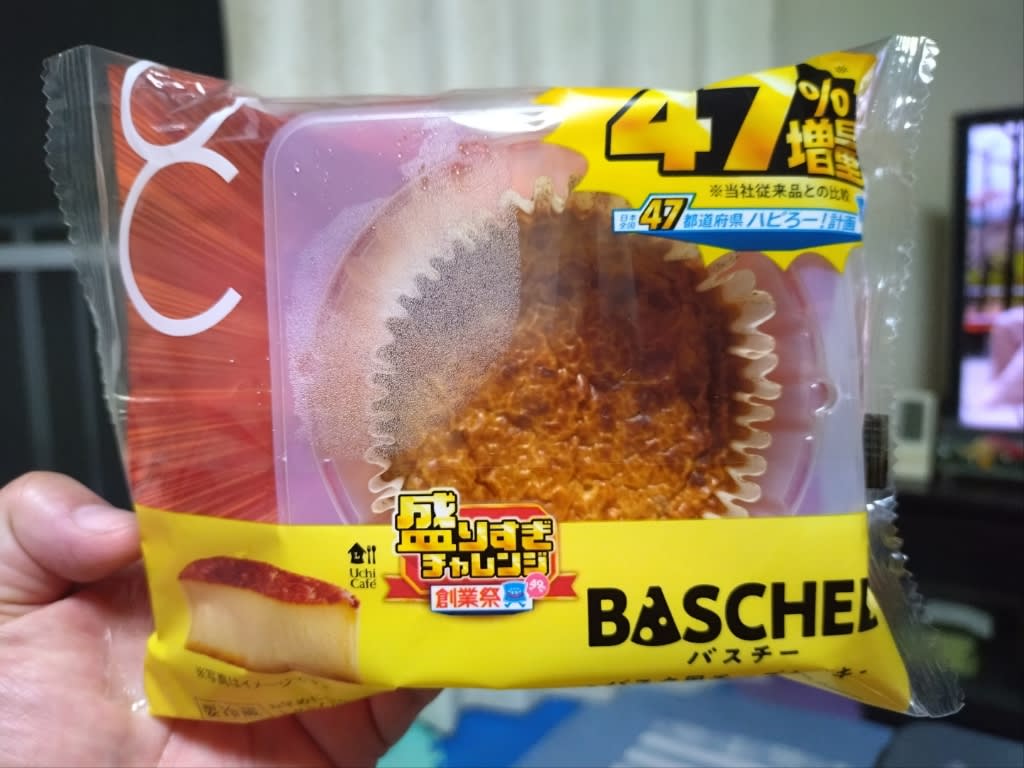 47%※
増量
※当社従来品との比較
日本全国47都道府県ハピろー!計画
盛りすぎ
チャレンジ
創業祭
Uchi
Café
BASCHEE
バスチー